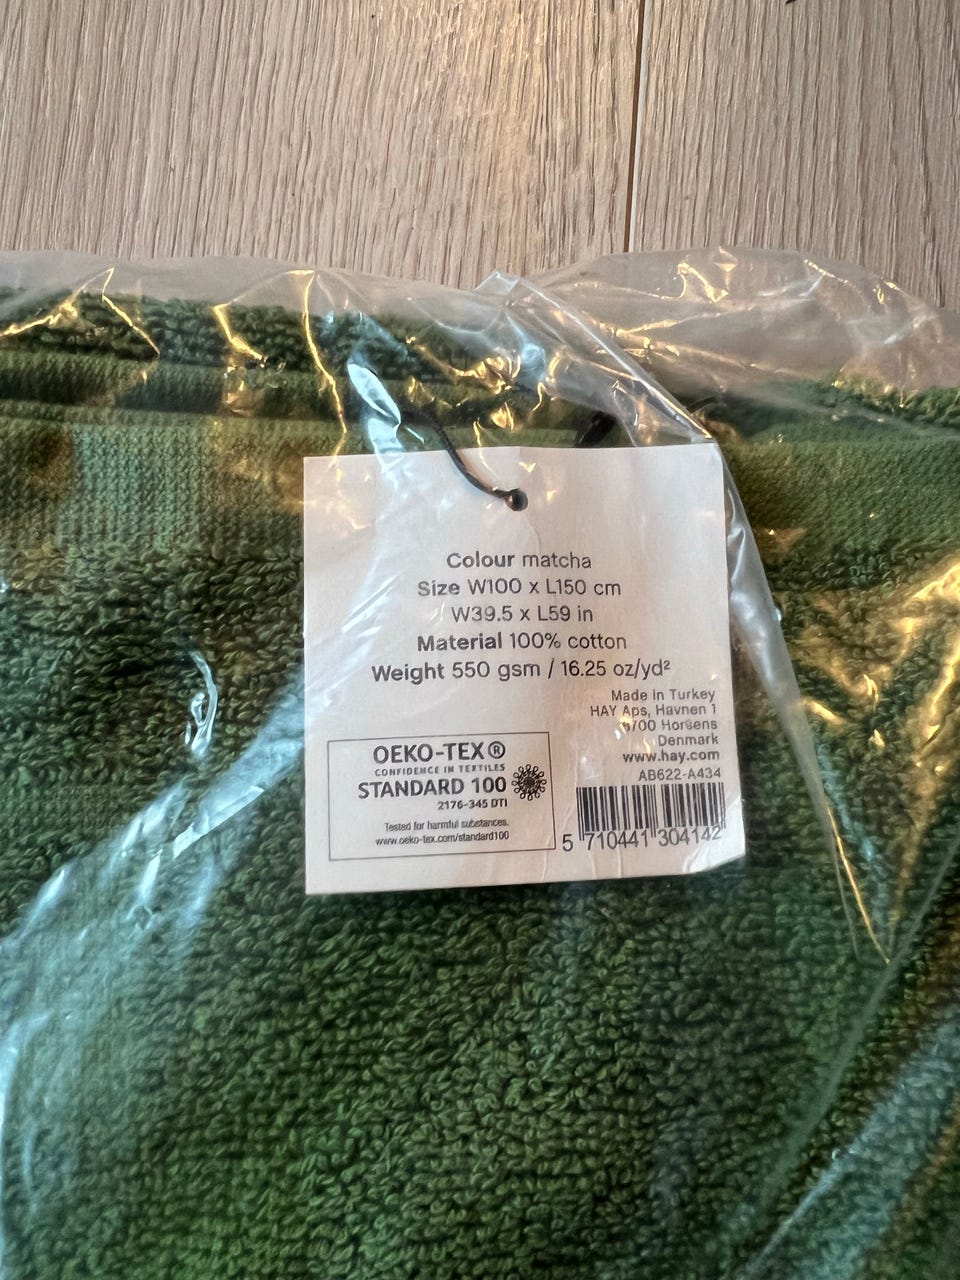 Colour matcha
Size W100 x L150 cm
W39.5 x L59 in
Material 100% cotton
Weight 550 gsm / 16.25 oz/yd²
Made in Turkey
HAY Aps, Havnen 1
8700 Horsens
Denmark
www.hay.com
AB622-A434
OEKO-TEX®
CONFIDENCE IN TEXTILES
STANDARD 100
2176-345 DTI
Tested for harmful substances.
www.oeko-tex.com/standard100
5 710441 304142